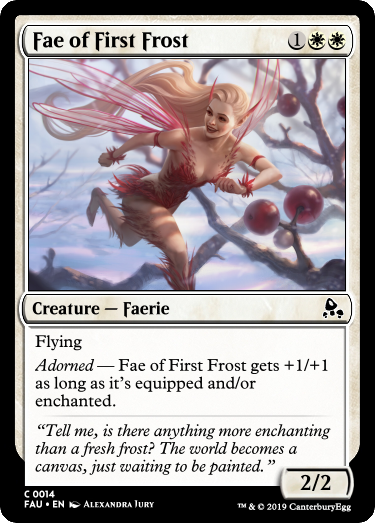 Fae of First Frost 1
Creature — Faerie
Flying
Adorned — Fae of First Frost gets +1/+1
as long as it's equipped and/or
enchanted.
"Tell me, is there anything more enchanting
than a fresh frost? The world becomes a
canvas, just waiting to be painted."
2/2
C 0014
FAU • EN Alexandra Jury
™ & © 2019 CanterburyEgg